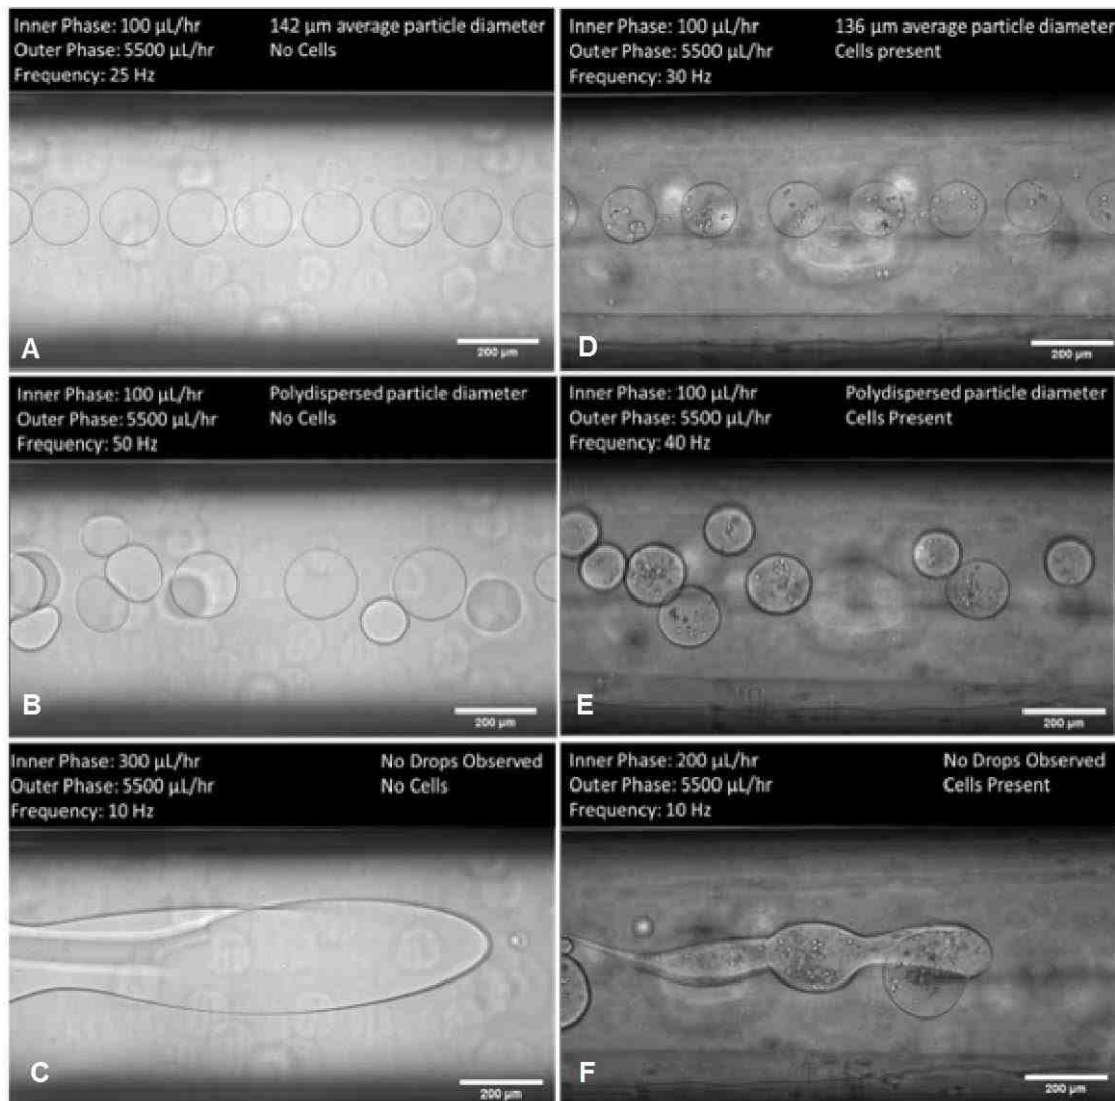 Inner Phase: 100 µL/hr 142 µm average particle diameter
Outer Phase: 5500 µL/hr No Cells
Frequency: 25 Hz
A
200 µm
Inner Phase: 100 µL/hr 136 µm average particle diameter
Outer Phase: 5500 µL/hr Cells present
Frequency: 30 Hz
D
200 µm
Inner Phase: 100 µL/hr Polydispersed particle diameter
Outer Phase: 5500 µL/hr No Cells
Frequency: 50 Hz
B
200 µm
Inner Phase: 100 µL/hr Polydispersed particle diameter
Outer Phase: 5500 µL/hr Cells Present
Frequency: 40 Hz
E
200 µm
Inner Phase: 300 µL/hr No Drops Observed
Outer Phase: 5500 µL/hr No Cells
Frequency: 10 Hz
C
200 µm
Inner Phase: 200 µL/hr No Drops Observed
Outer Phase: 5500 µL/hr Cells Present
Frequency: 10 Hz
F
200 µm